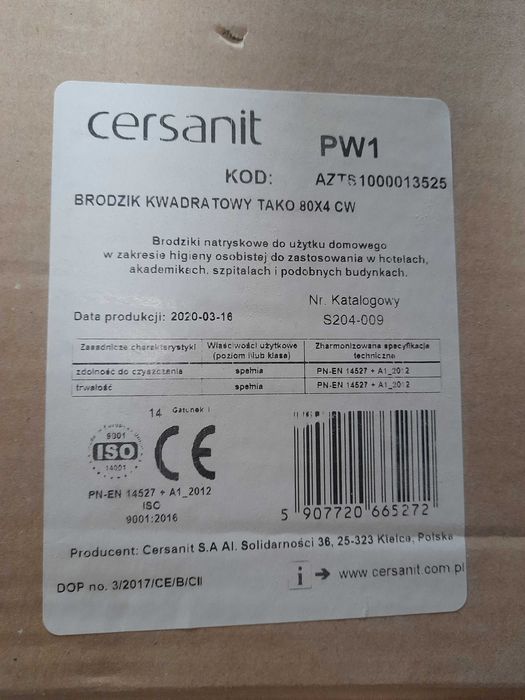 cersanit
PW1
KOD: AZTS1000013525
BRODZIK KWADRATOWY TAKO 80X4 CW
Brodziki natryskowe do użytku domowego
w zakresie higieny osobistej do zastosowania w hotelach,
akademikach, szpitalach i podobnych budynkach.
Nr. Katalogowy
Data produkcji: 2020-03-16
S204-009
Zasadnicze charakterystyki Właściwości użytkowe (poziom i/lub klasa) Zharmonizowana specyfikacja techniczne
zdolność do czyszczenia spełnia PN-EN 14527 + A1_2012
trwałość spełnia PN-EN 14527 + A1_2012
14 Gatunek I
9001
ISO
14001
CE
PN-EN 14527 + A1_2012
ISO
9001:2016
5 907720 665272
Producent: Cersanit S.A Al. Solidarności 36, 25-323 Kielce, Polska
DOP no. 3/2017/CE/B/CII
i → www.cersanit.com.pl